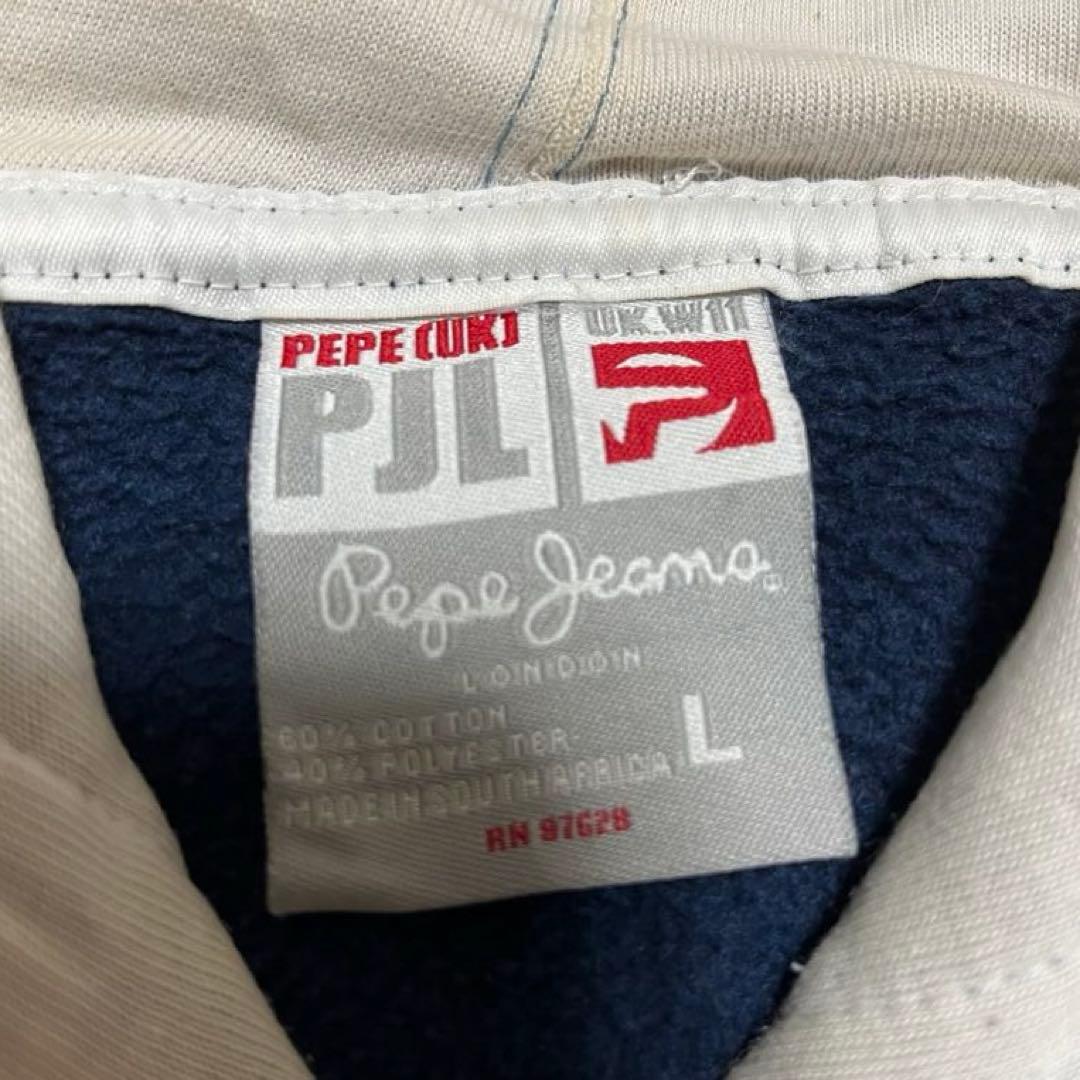 PEPE (UK)
PJL
UK.W11
Pepe Jeans
LONDON
60% COTTON
40% POLYESTER
MADE IN SOUTH AFRICA
L
RN 97628